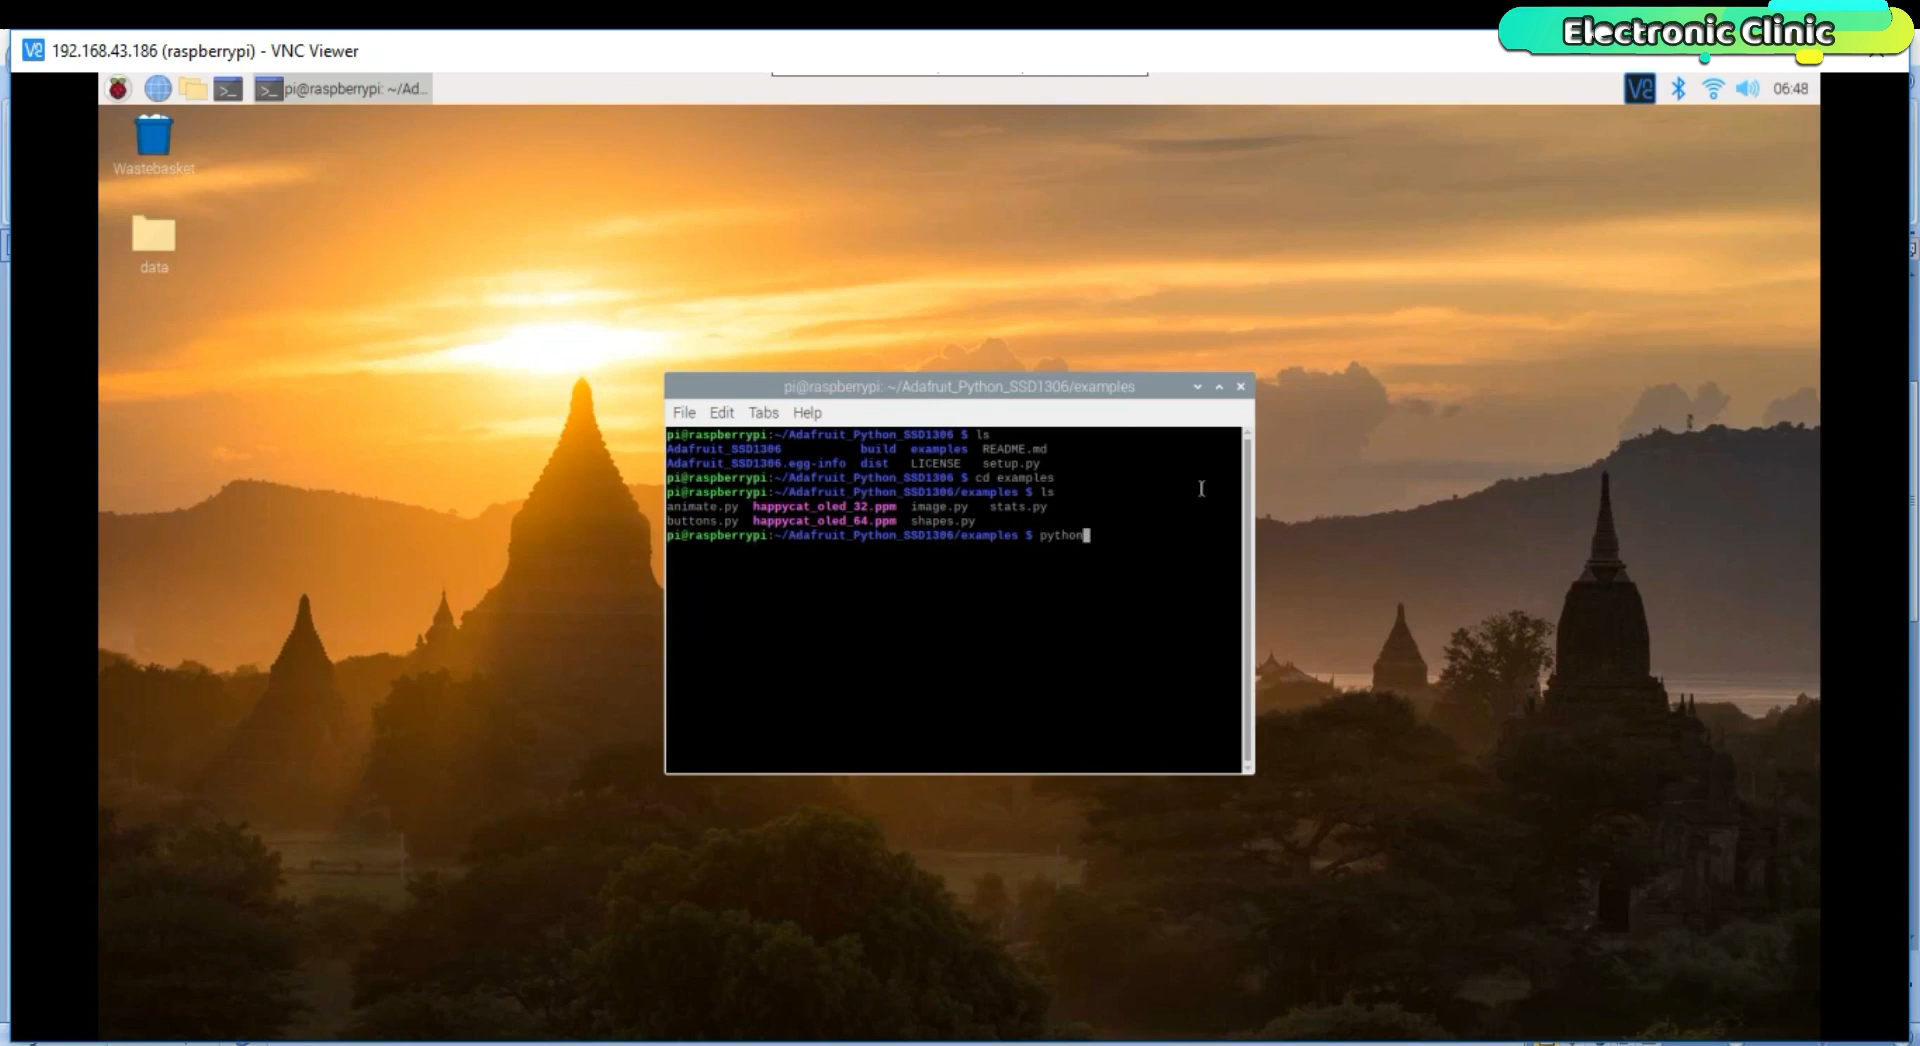 Electronic Clinic
192.168.43.186 (raspberrypi) - VNC Viewer
pi@raspberrypi: ~/Ad...
06:48
Wastebasket
data
pi@raspberrypi: ~/Adafruit_Python_SSD1306/examples
File Edit Tabs Help
pi@raspberrypi:~/Adafruit_Python_SSD1306 $ ls
Adafruit_SSD1306 build examples README.md
Adafruit_SSD1306.egg-info dist LICENSE setup.py
pi@raspberrypi:~/Adafruit_Python_SSD1306 $ cd examples
pi@raspberrypi:~/Adafruit_Python_SSD1306/examples $ ls
animate.py happycat_oled_32.ppm image.py stats.py
buttons.py happycat_oled_64.ppm shapes.py
pi@raspberrypi:~/Adafruit_Python_SSD1306/examples $ python